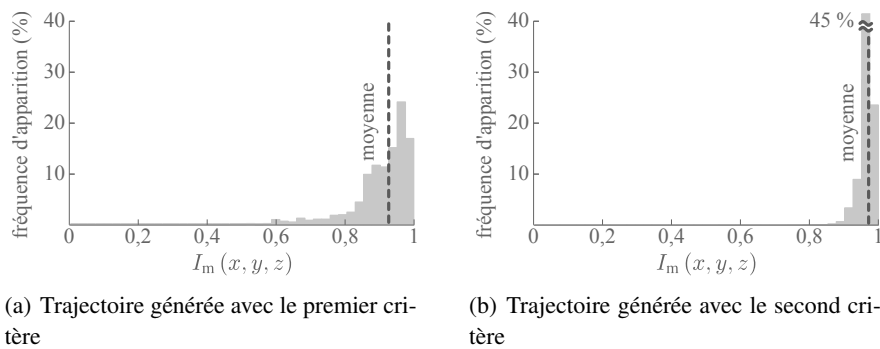 fréquence d'apparition (%)
40
30
20
10
moyenne
0 0,2 0,4 0,6 0,8 1
I_m (x, y, z)
(a) Trajectoire générée avec le premier cri-
tère
fréquence d'apparition (%)
40
30
20
10
45 %
moyenne
0 0,2 0,4 0,6 0,8 1
I_m (x, y, z)
(b) Trajectoire générée avec le second cri-
tère